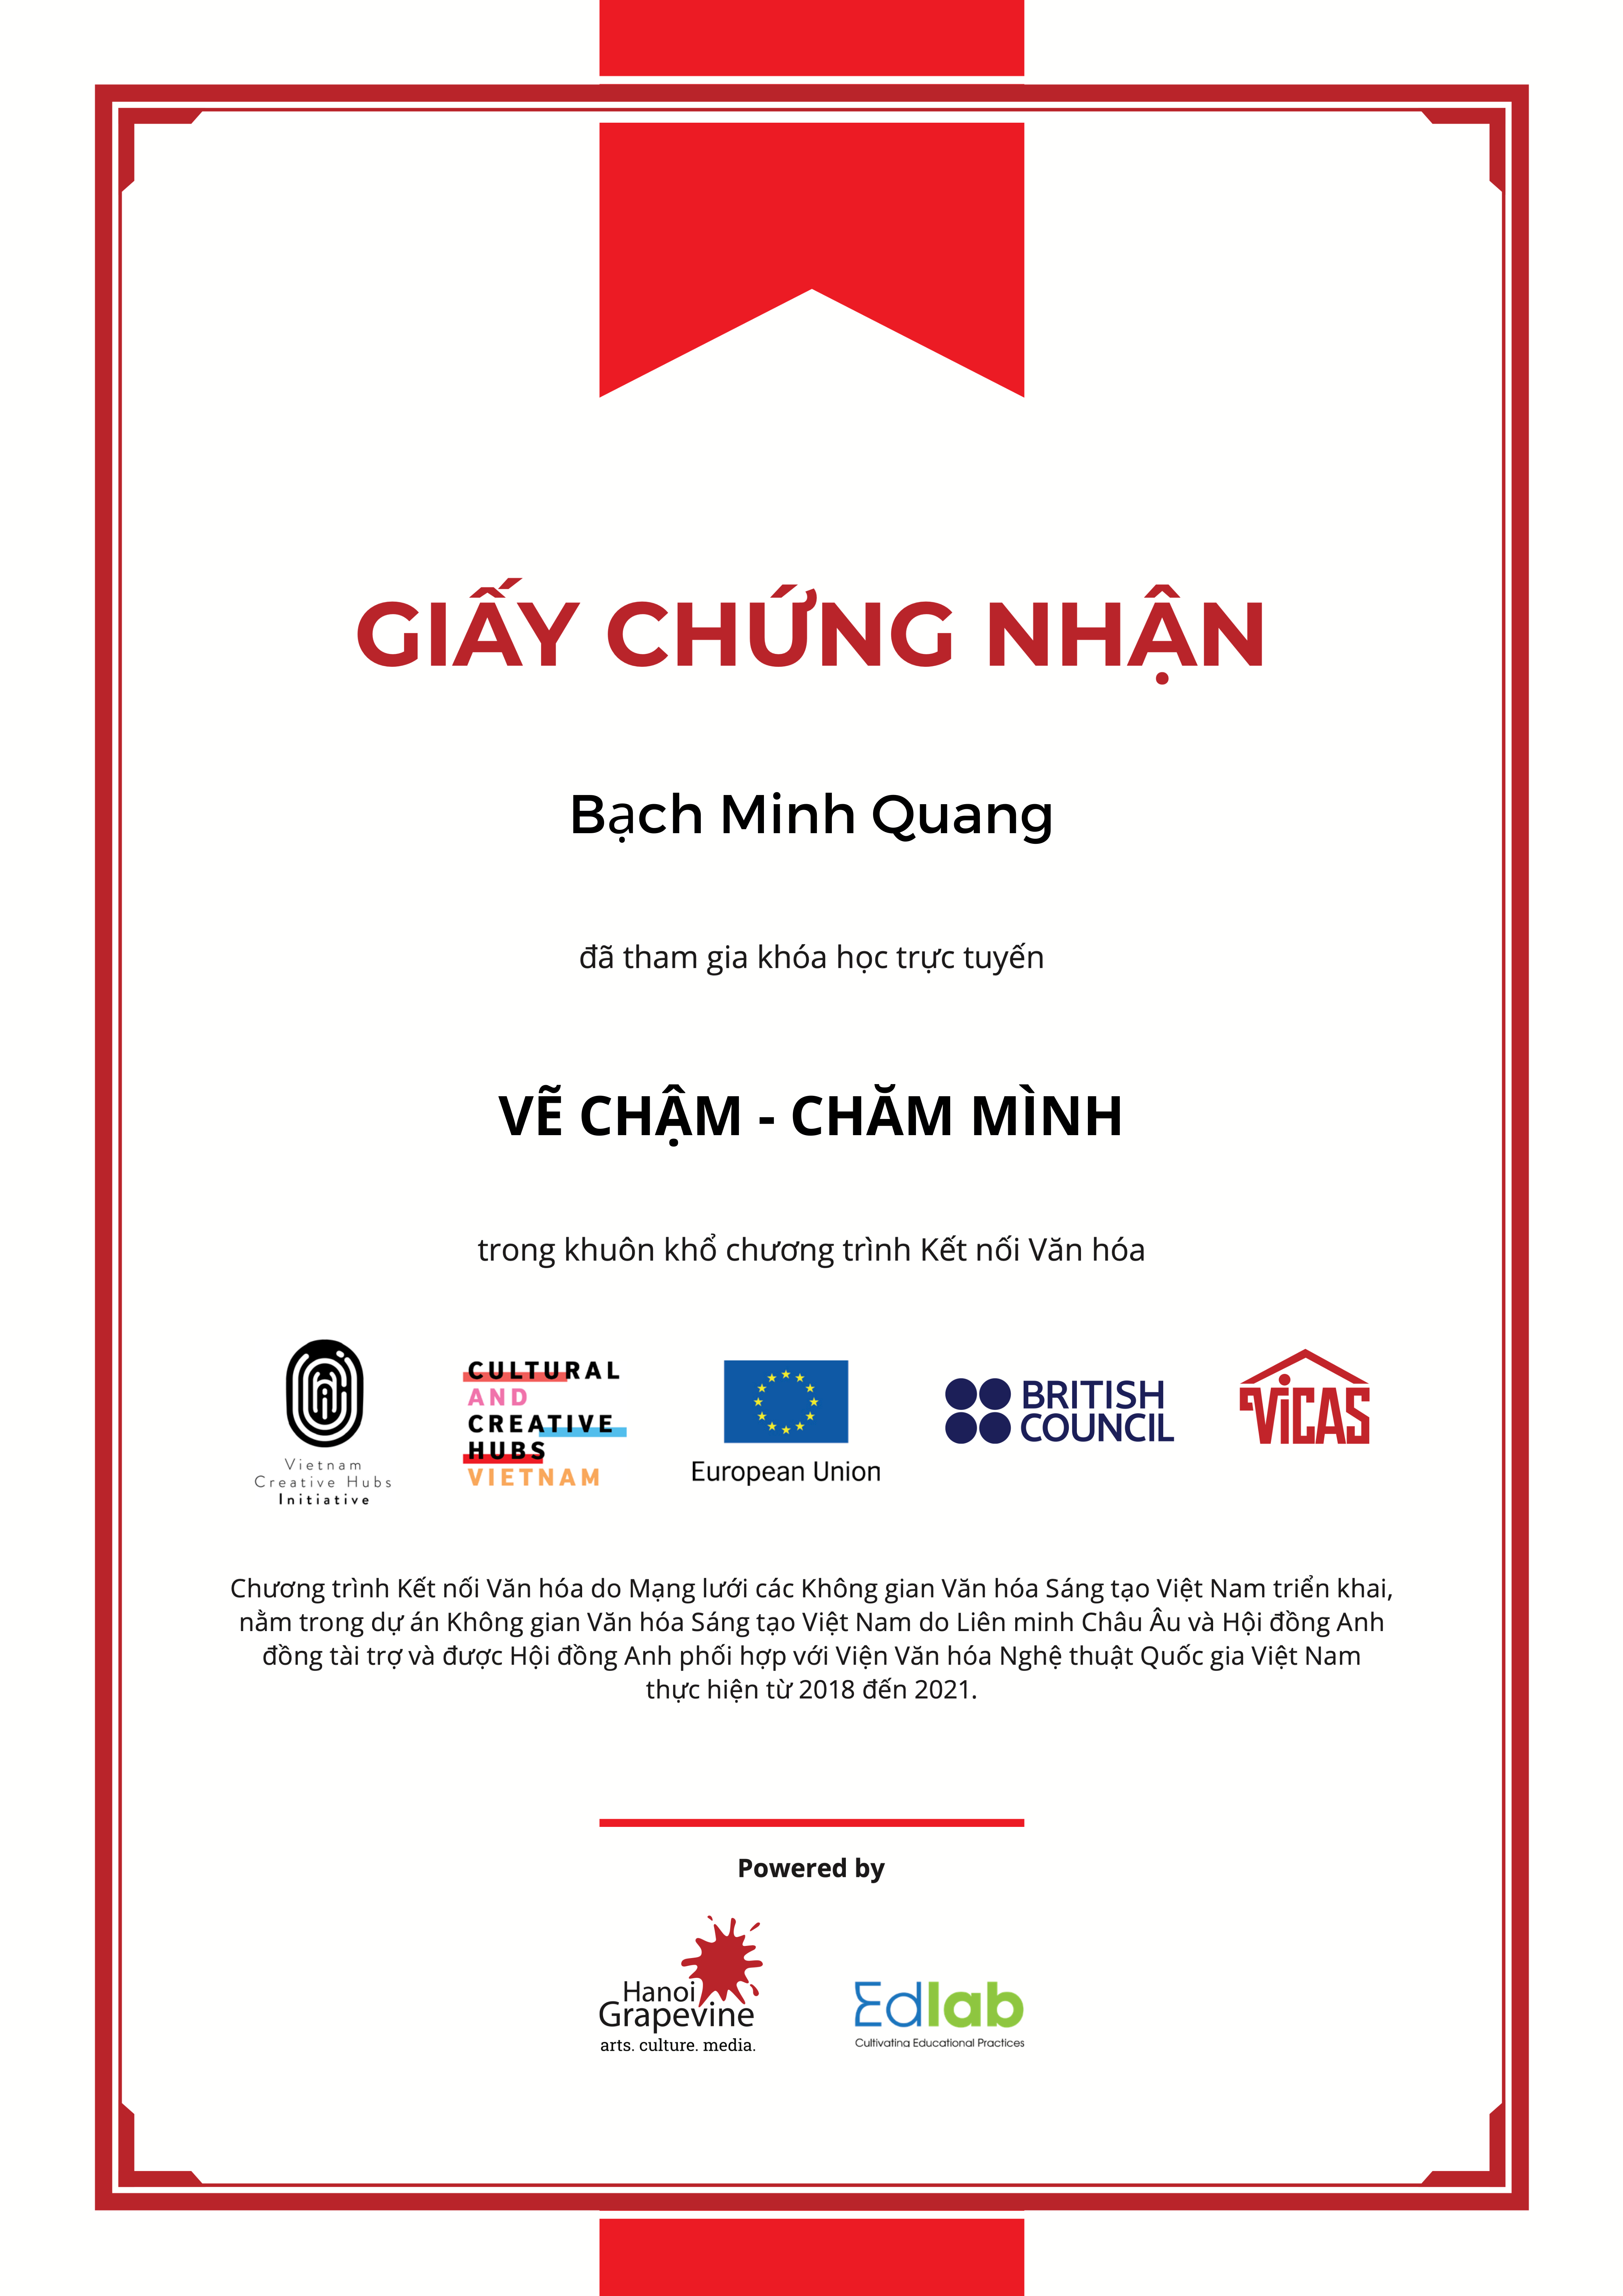 GIẤY CHỨNG NHẬN
Bạch Minh Quang
đã tham gia khóa học trực tuyến
VẼ CHẬM - CHĂM MÌNH
trong khuôn khổ chương trình Kết nối Văn hóa
Vietnam
Creative Hubs
Initiative
CULTURAL
AND
CREATIVE
HUBS
VIETNAM
European Union
BRITISH
COUNCIL
VICAS
Chương trình Kết nối Văn hóa do Mạng lưới các Không gian Văn hóa Sáng tạo Việt Nam triển khai,
nằm trong dự án Không gian Văn hóa Sáng tạo Việt Nam do Liên minh Châu Âu và Hội đồng Anh
đồng tài trợ và được Hội đồng Anh phối hợp với Viện Văn hóa Nghệ thuật Quốc gia Việt Nam
thực hiện từ 2018 đến 2021.
Powered by
Hanoi
Grapevine
arts. culture. media.
Edlab
Cultivating Educational Practices